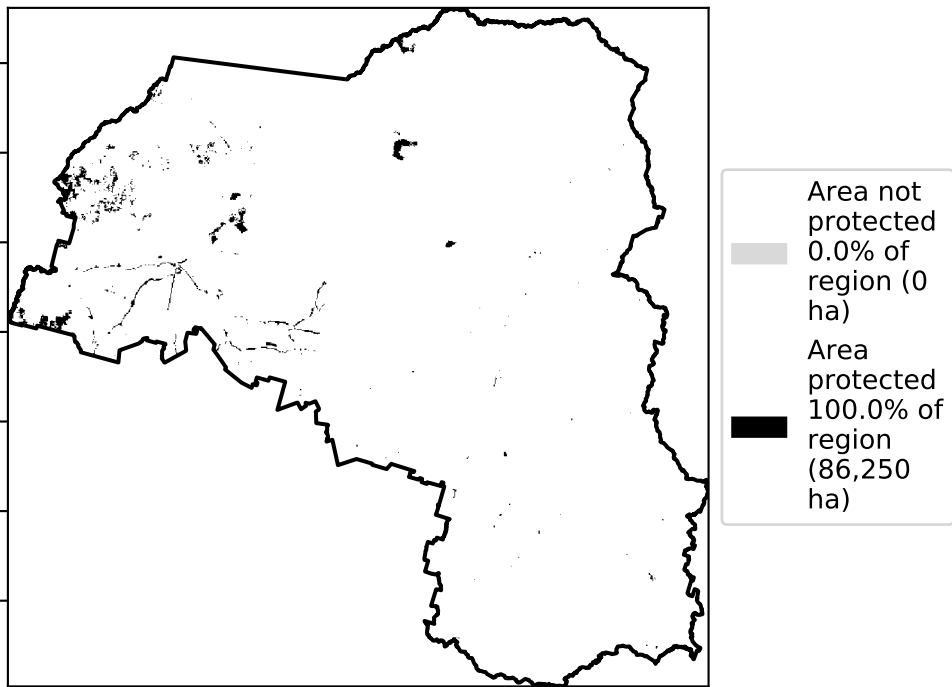 Area not
protected
0.0% of
region (0
ha)
Area
protected
100.0% of
region
(86,250
ha)